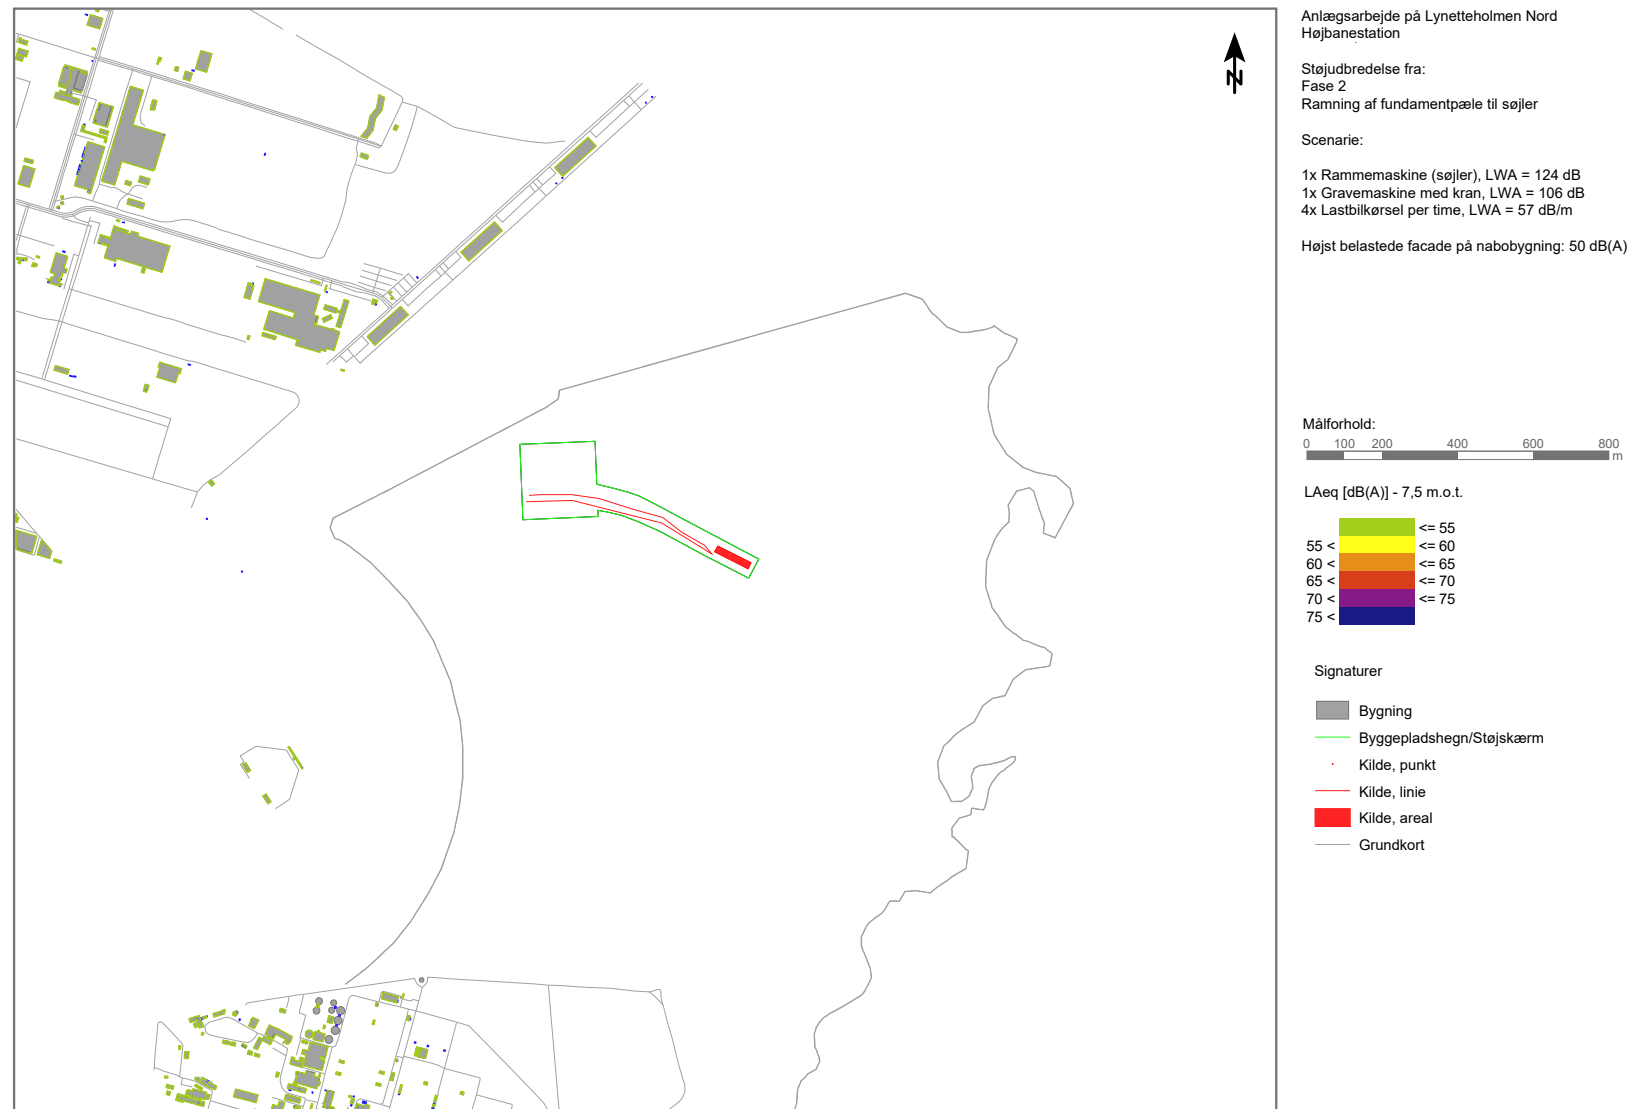 Anlægsarbejde på Lynetteholmen Nord
Højbanestation
Støjudbredelse fra:
Fase 2
Ramning af fundamentpæle til søjler
Scenarie:
1x Rammemaskine (søjler), LWA = 124 dB
1x Gravemaskine med kran, LWA = 106 dB
4x Lastbilkørsel per time, LWA = 57 dB/m
Højst belastede facade på nabobygning: 50 dB(A)
N
Målforhold:
0 100 200 400 600 800
m
LAeq [dB(A)] - 7,5 m.o.t.
<= 55
55 < <= 60
60 < <= 65
65 < <= 70
70 < <= 75
75 <
Signaturer
Bygning
Byggepladshegn/Støjskærm
Kilde, punkt
Kilde, linie
Kilde, areal
Grundkort